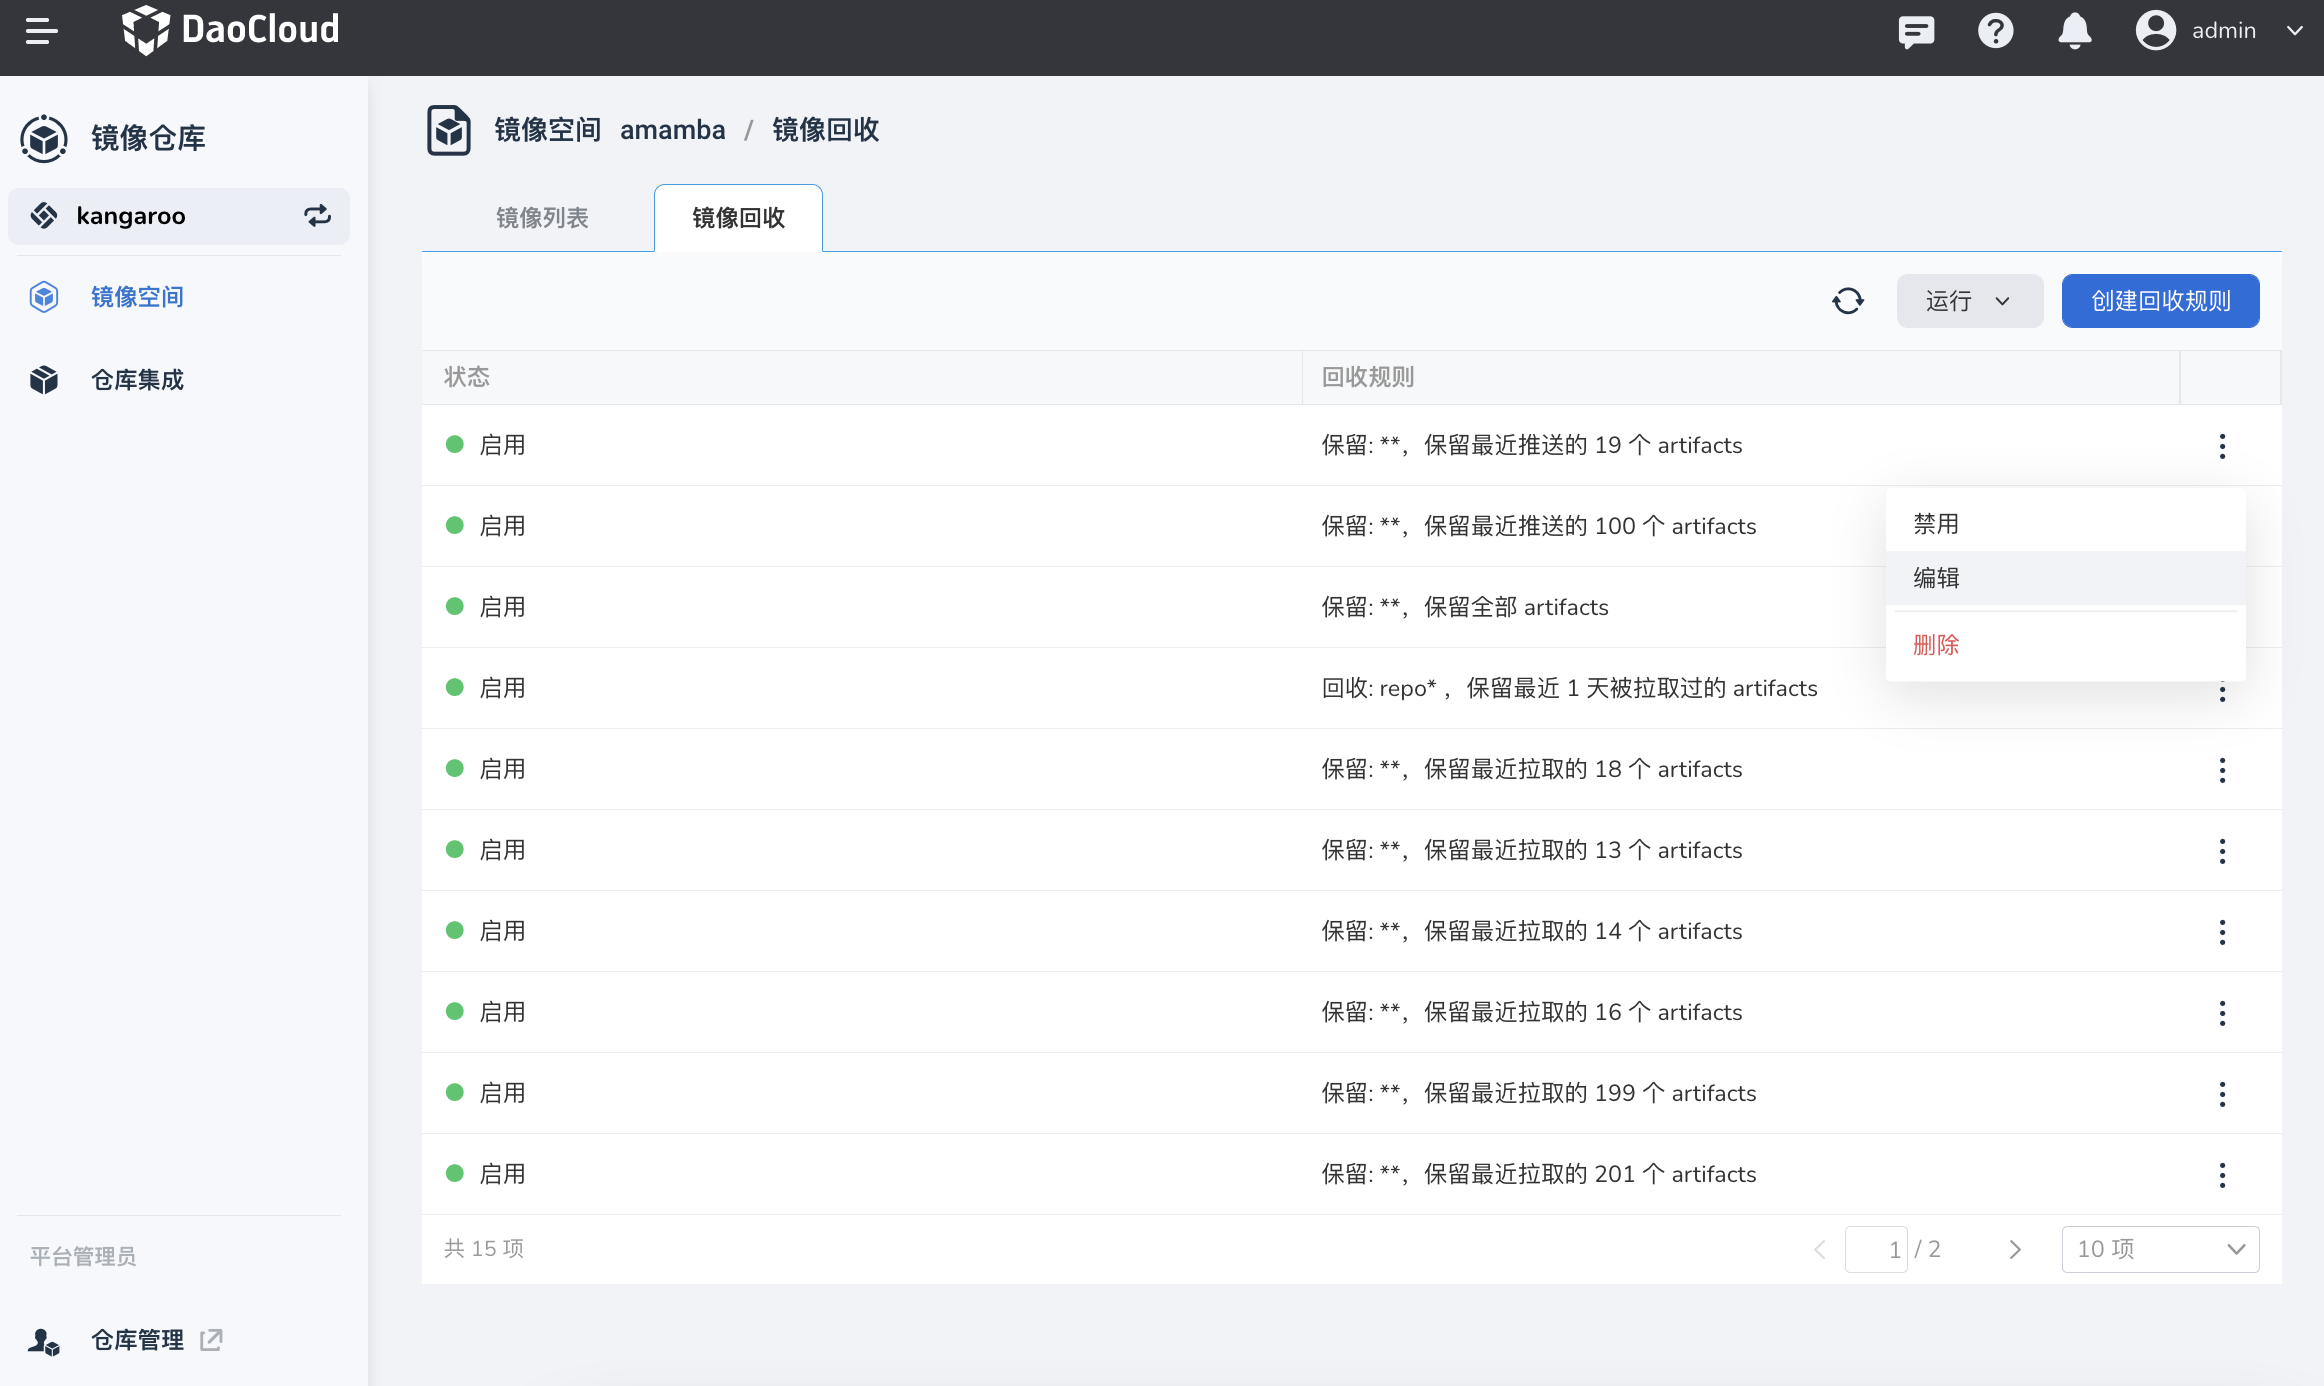 DaoCloud
admin
镜像仓库
kangaroo
镜像空间
仓库集成
平台管理员
仓库管理
镜像空间 amamba / 镜像回收
镜像列表
镜像回收
运行
创建回收规则
状态
回收规则
启用
保留: **，保留最近推送的 19 个 artifacts
启用
保留: **，保留最近推送的 100 个 artifacts
启用
保留: **，保留全部 artifacts
启用
回收: repo* ，保留最近 1 天被拉取过的 artifacts
启用
保留: **，保留最近拉取的 18 个 artifacts
启用
保留: **，保留最近拉取的 13 个 artifacts
启用
保留: **，保留最近拉取的 14 个 artifacts
启用
保留: **，保留最近拉取的 16 个 artifacts
启用
保留: **，保留最近拉取的 199 个 artifacts
启用
保留: **，保留最近拉取的 201 个 artifacts
禁用
编辑
删除
共 15 项
1 / 2
10 项